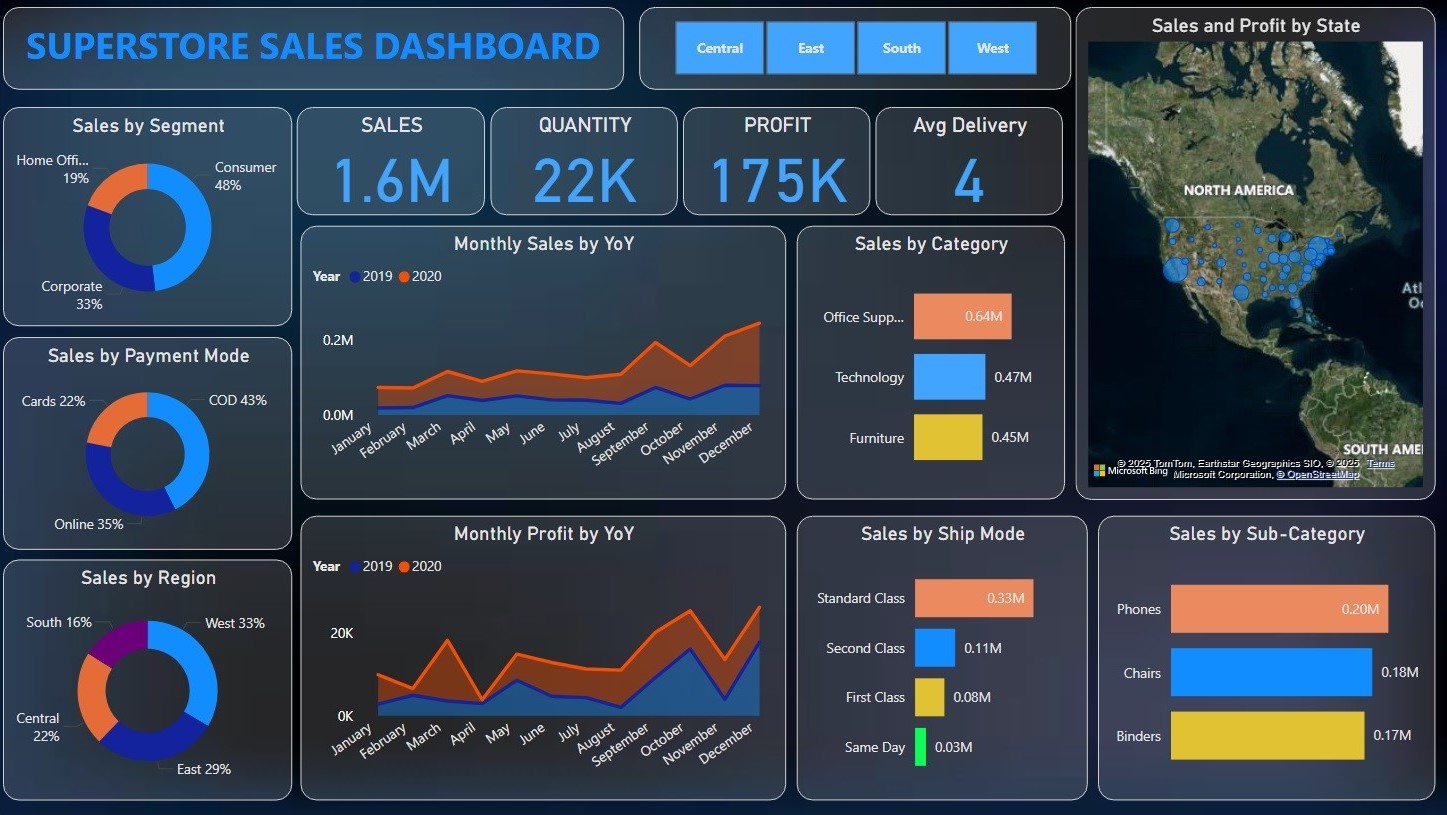 SUPERSTORE SALES DASHBOARD
Central
East
South
West
Sales and Profit by State
NORTH AMERICA
Atl
Oc
SOUTH AME
© 2025 TomTom, Earthstar Geographics SIO, © 2025 Terms
Microsoft Bing
Microsoft Corporation, © OpenStreetMap
Sales by Segment
Home Offi...
19%
Consumer
48%
Corporate
33%
SALES
1.6M
QUANTITY
22K
PROFIT
175K
Avg Delivery
4
Monthly Sales by YoY
Year 2019 2020
0.2M
0.0M
January
February
March
April
May
June
July
August
September
October
November
December
Sales by Category
Office Supp...
0.64M
Technology
0.47M
Furniture
0.45M
Sales by Payment Mode
Cards 22%
COD 43%
Online 35%
Sales by Region
South 16%
West 33%
Central
22%
East 29%
Monthly Profit by YoY
Year 2019 2020
20K
0K
January
February
March
April
May
June
July
August
September
October
November
December
Sales by Ship Mode
Standard Class
0.33M
Second Class
0.11M
First Class
0.08M
Same Day
0.03M
Sales by Sub-Category
Phones
0.20M
Chairs
0.18M
Binders
0.17M